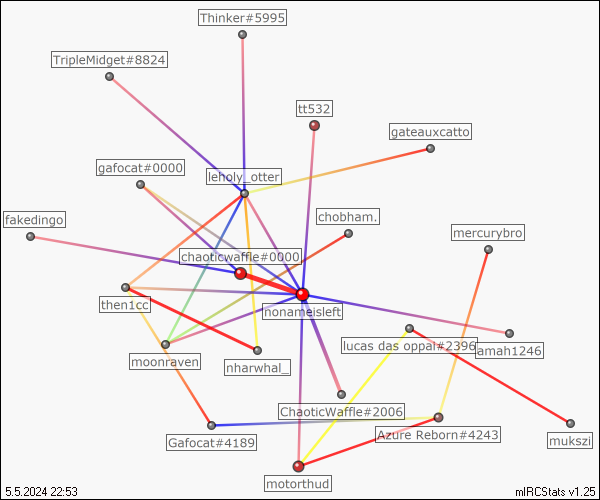 Thinker#5995
TripleMidget#8824
tt532
gateauxcatto
gafocat#0000
leholy_otter
fakedingo
chobham.
mercurybro
chaoticwaffle#0000
then1cc
nonameisleft
lucas das oppai#2396
amah1246
moonraven
nharwhal_
ChaoticWaffle#2006
Gafocat#4189
Azure Reborn#4243
mukszi
motorthud
5.5.2024 22:53
mIRCStats v1.25